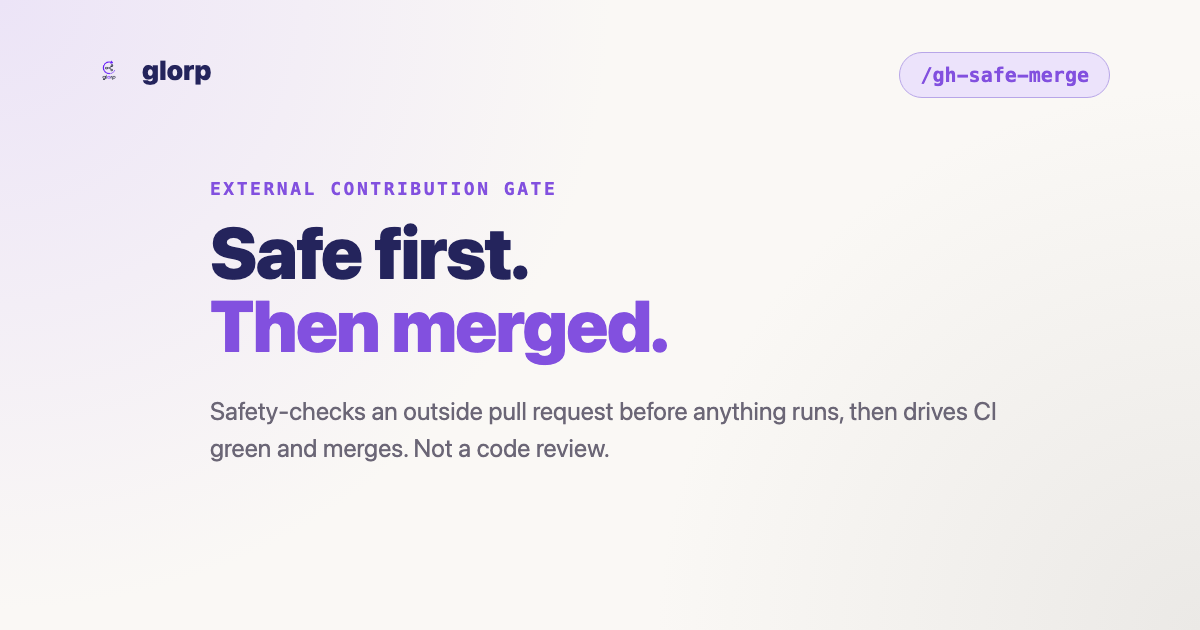 glorp
glorp
/gh-safe-merge
EXTERNAL CONTRIBUTION GATE
Safe first.
Then merged.
Safety-checks an outside pull request before anything runs, then drives CI
green and merges. Not a code review.